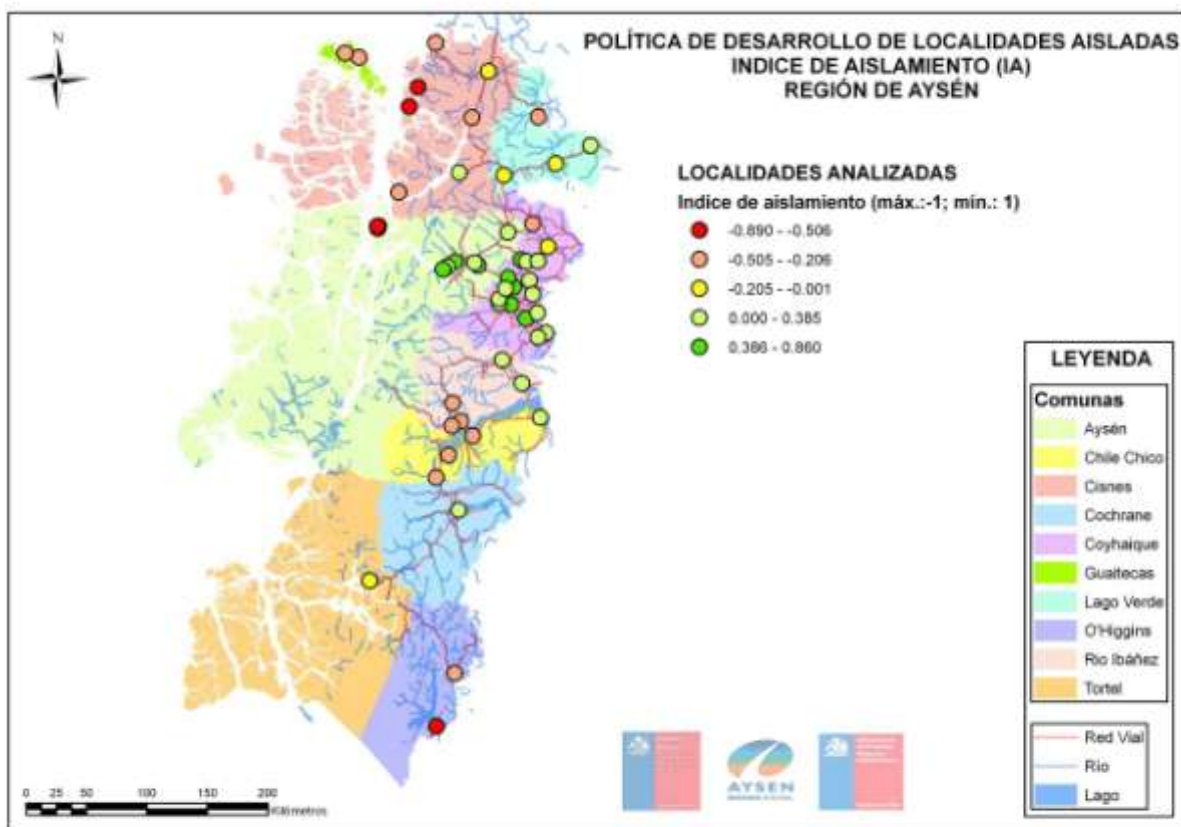 POLÍTICA DE DESARROLLO DE LOCALIDADES AISLADAS
INDICE DE AISLAMIENTO (IA)
REGIÓN DE AYSÉN
N
LOCALIDADES ANALIZADAS
Indice de aislamiento (máx.:-1; mín.: 1)
-0.890 - -0.506
-0.505 - -0.206
-0.205 - -0.001
0.000 - 0.385
0.386 - 0.860
LEYENDA
Comunas
Aysén
Chile Chico
Cisnes
Cochrane
Coyhaique
Guaitecas
Lago Verde
O'Higgins
Rio Ibáñez
Tortel
Red Vial
Río
Lago
AYSEN
0 25 50 100 150 200
Kilómetros